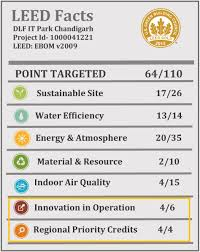 LEED Facts
DLF IT Park Chandigarh
Project Id- 1000041221
LEED: EBOM v2009
POINT TARGETED 64/110
Sustainable Site 17/26
Water Efficiency 13/14
Energy & Atmosphere 20/35
Material & Resource 2/10
Indoor Air Quality 4/15
Innovation in Operation 4/6
Regional Priority Credits 4/4